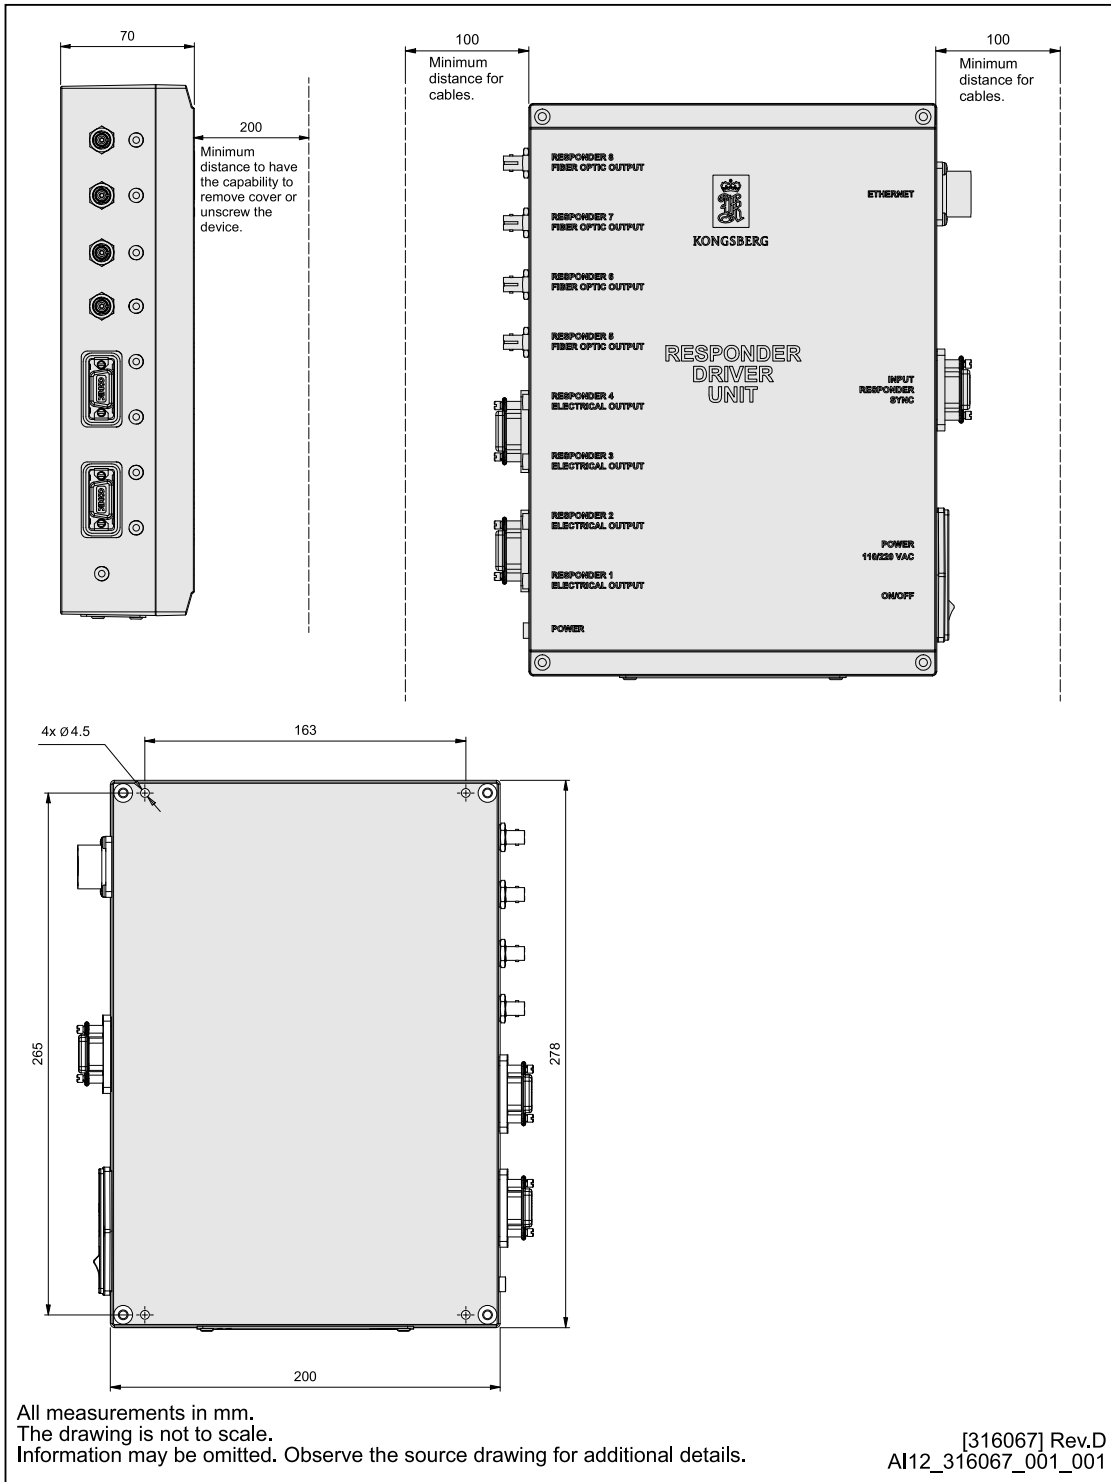 70
200
Minimum
distance to have
the capability to
remove cover or
unscrew the
device.
100
Minimum
distance for
cables.
100
Minimum
distance for
cables.
RESPONDER 8
FIBER OPTIC OUTPUT
RESPONDER 7
FIBER OPTIC OUTPUT
RESPONDER 6
FIBER OPTIC OUTPUT
RESPONDER 5
FIBER OPTIC OUTPUT
RESPONDER 4
ELECTRICAL OUTPUT
RESPONDER 3
ELECTRICAL OUTPUT
RESPONDER 2
ELECTRICAL OUTPUT
RESPONDER 1
ELECTRICAL OUTPUT
POWER
KONGSBERG
RESPONDER
DRIVER
UNIT
ETHERNET
INPUT
RESPONDER
SYNC
POWER
110/220 VAC
ON/OFF
4x Ø4.5
163
265
278
200
All measurements in mm.
The drawing is not to scale.
Information may be omitted. Observe the source drawing for additional details.
[316067] Rev.D
AI12_316067_001_001